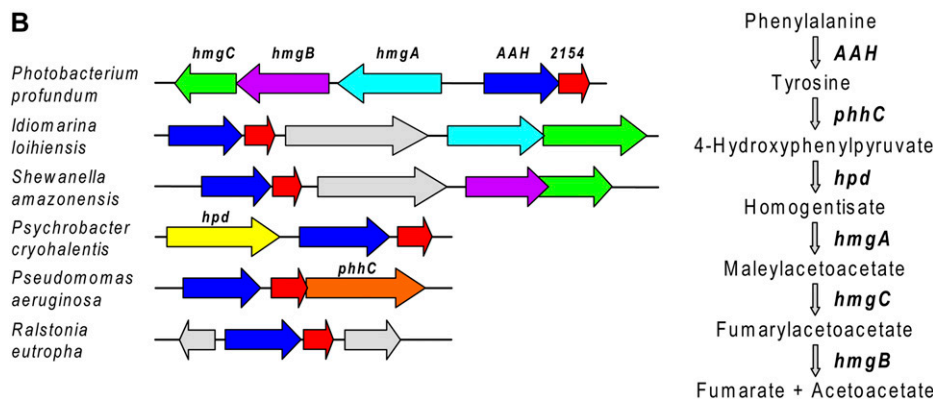 B
hmgC hmgB hmgA AAH 2154
Photobacterium
profundum
Idiomarina
loihiensis
Shewanella
amazonensis
Psychrobacter
cryohalentis
hpd
Pseudomomas
aeruginosa
phhC
Ralstonia
eutropha
Phenylalanine
AAH
Tyrosine
phhC
4-Hydroxyphenylpyruvate
hpd
Homogentisate
hmgA
Maleylacetoacetate
hmgC
Fumarylacetoacetate
hmgB
Fumarate + Acetoacetate